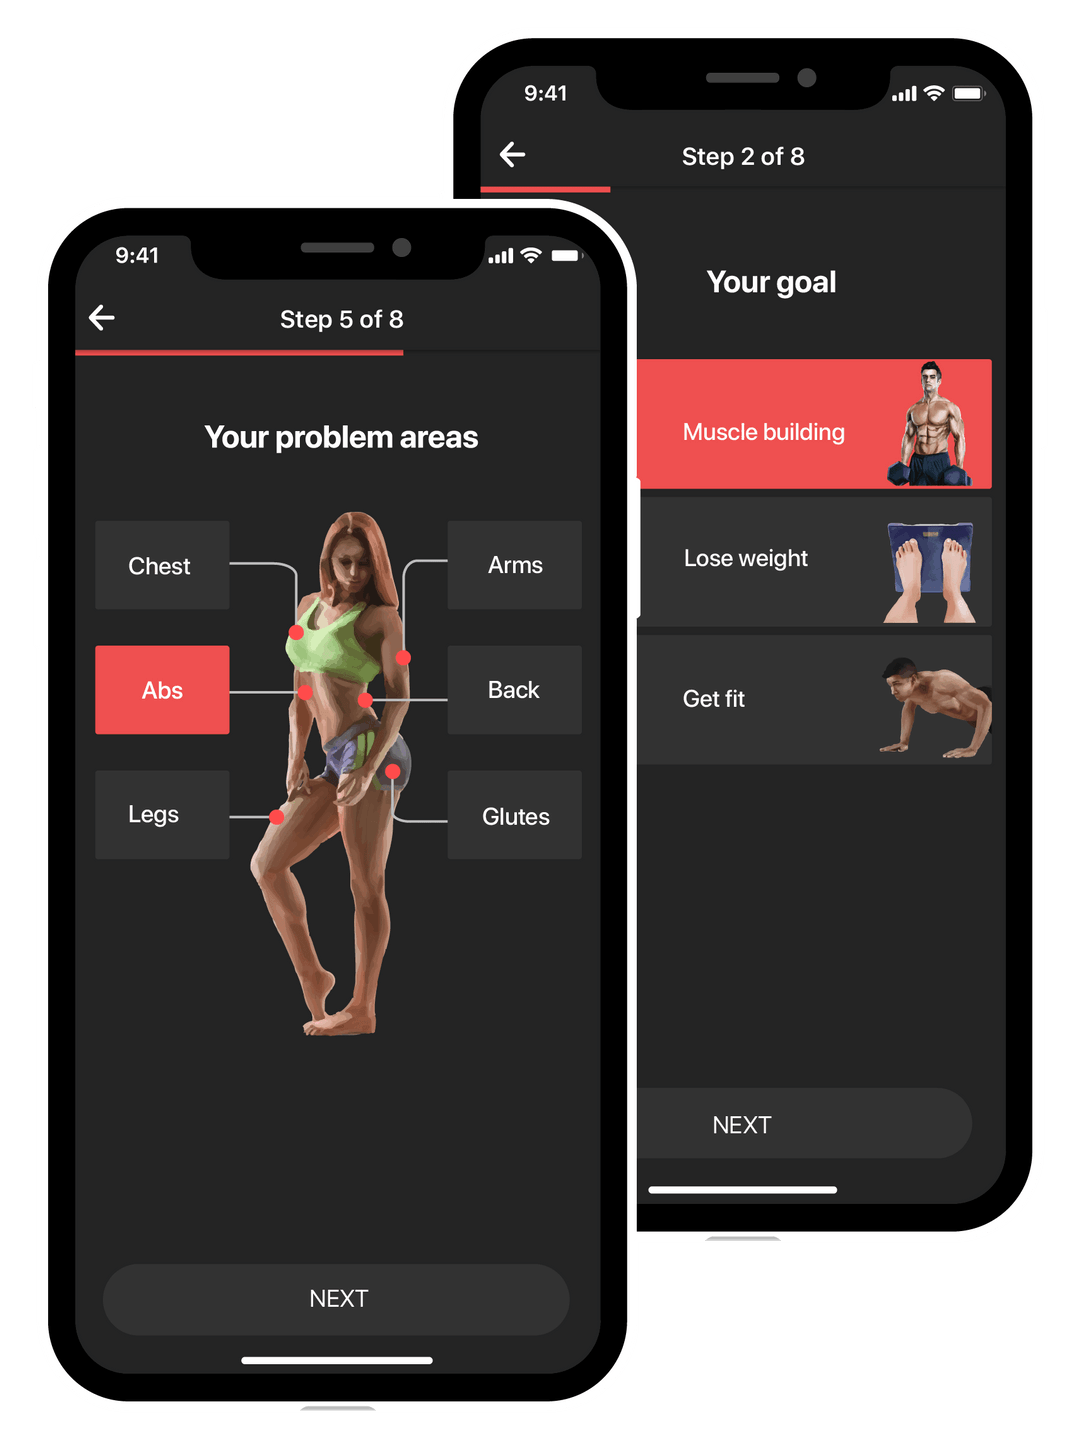 9:41
Step 2 of 8
Your goal
Muscle building
Lose weight
Get fit
NEXT
9:41
Step 5 of 8
Your problem areas
Chest
Arms
Abs
Back
Legs
Glutes
NEXT